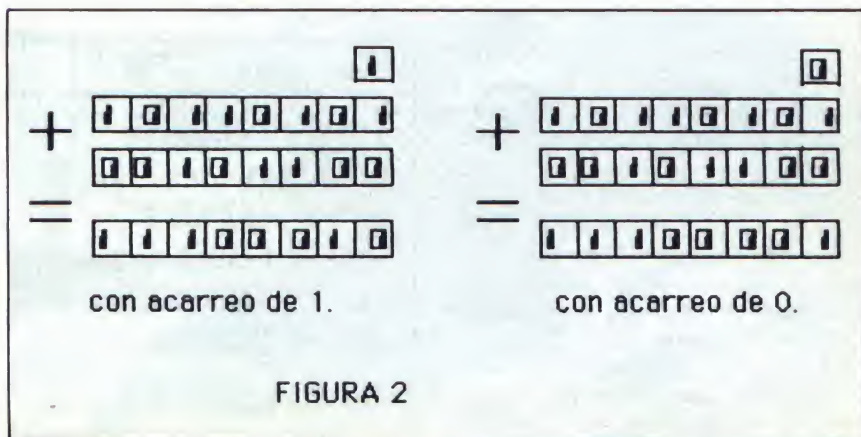 1 0
+ 1 0 1 1 0 1 0 1 + 1 0 1 1 0 1 0 1
0 0 1 0 1 1 0 0 0 0 1 0 1 1 0 0
= 1 1 1 0 0 0 1 0 = 1 1 1 0 0 0 0 1
con acarreo de 1. con acarreo de 0.
FIGURA 2